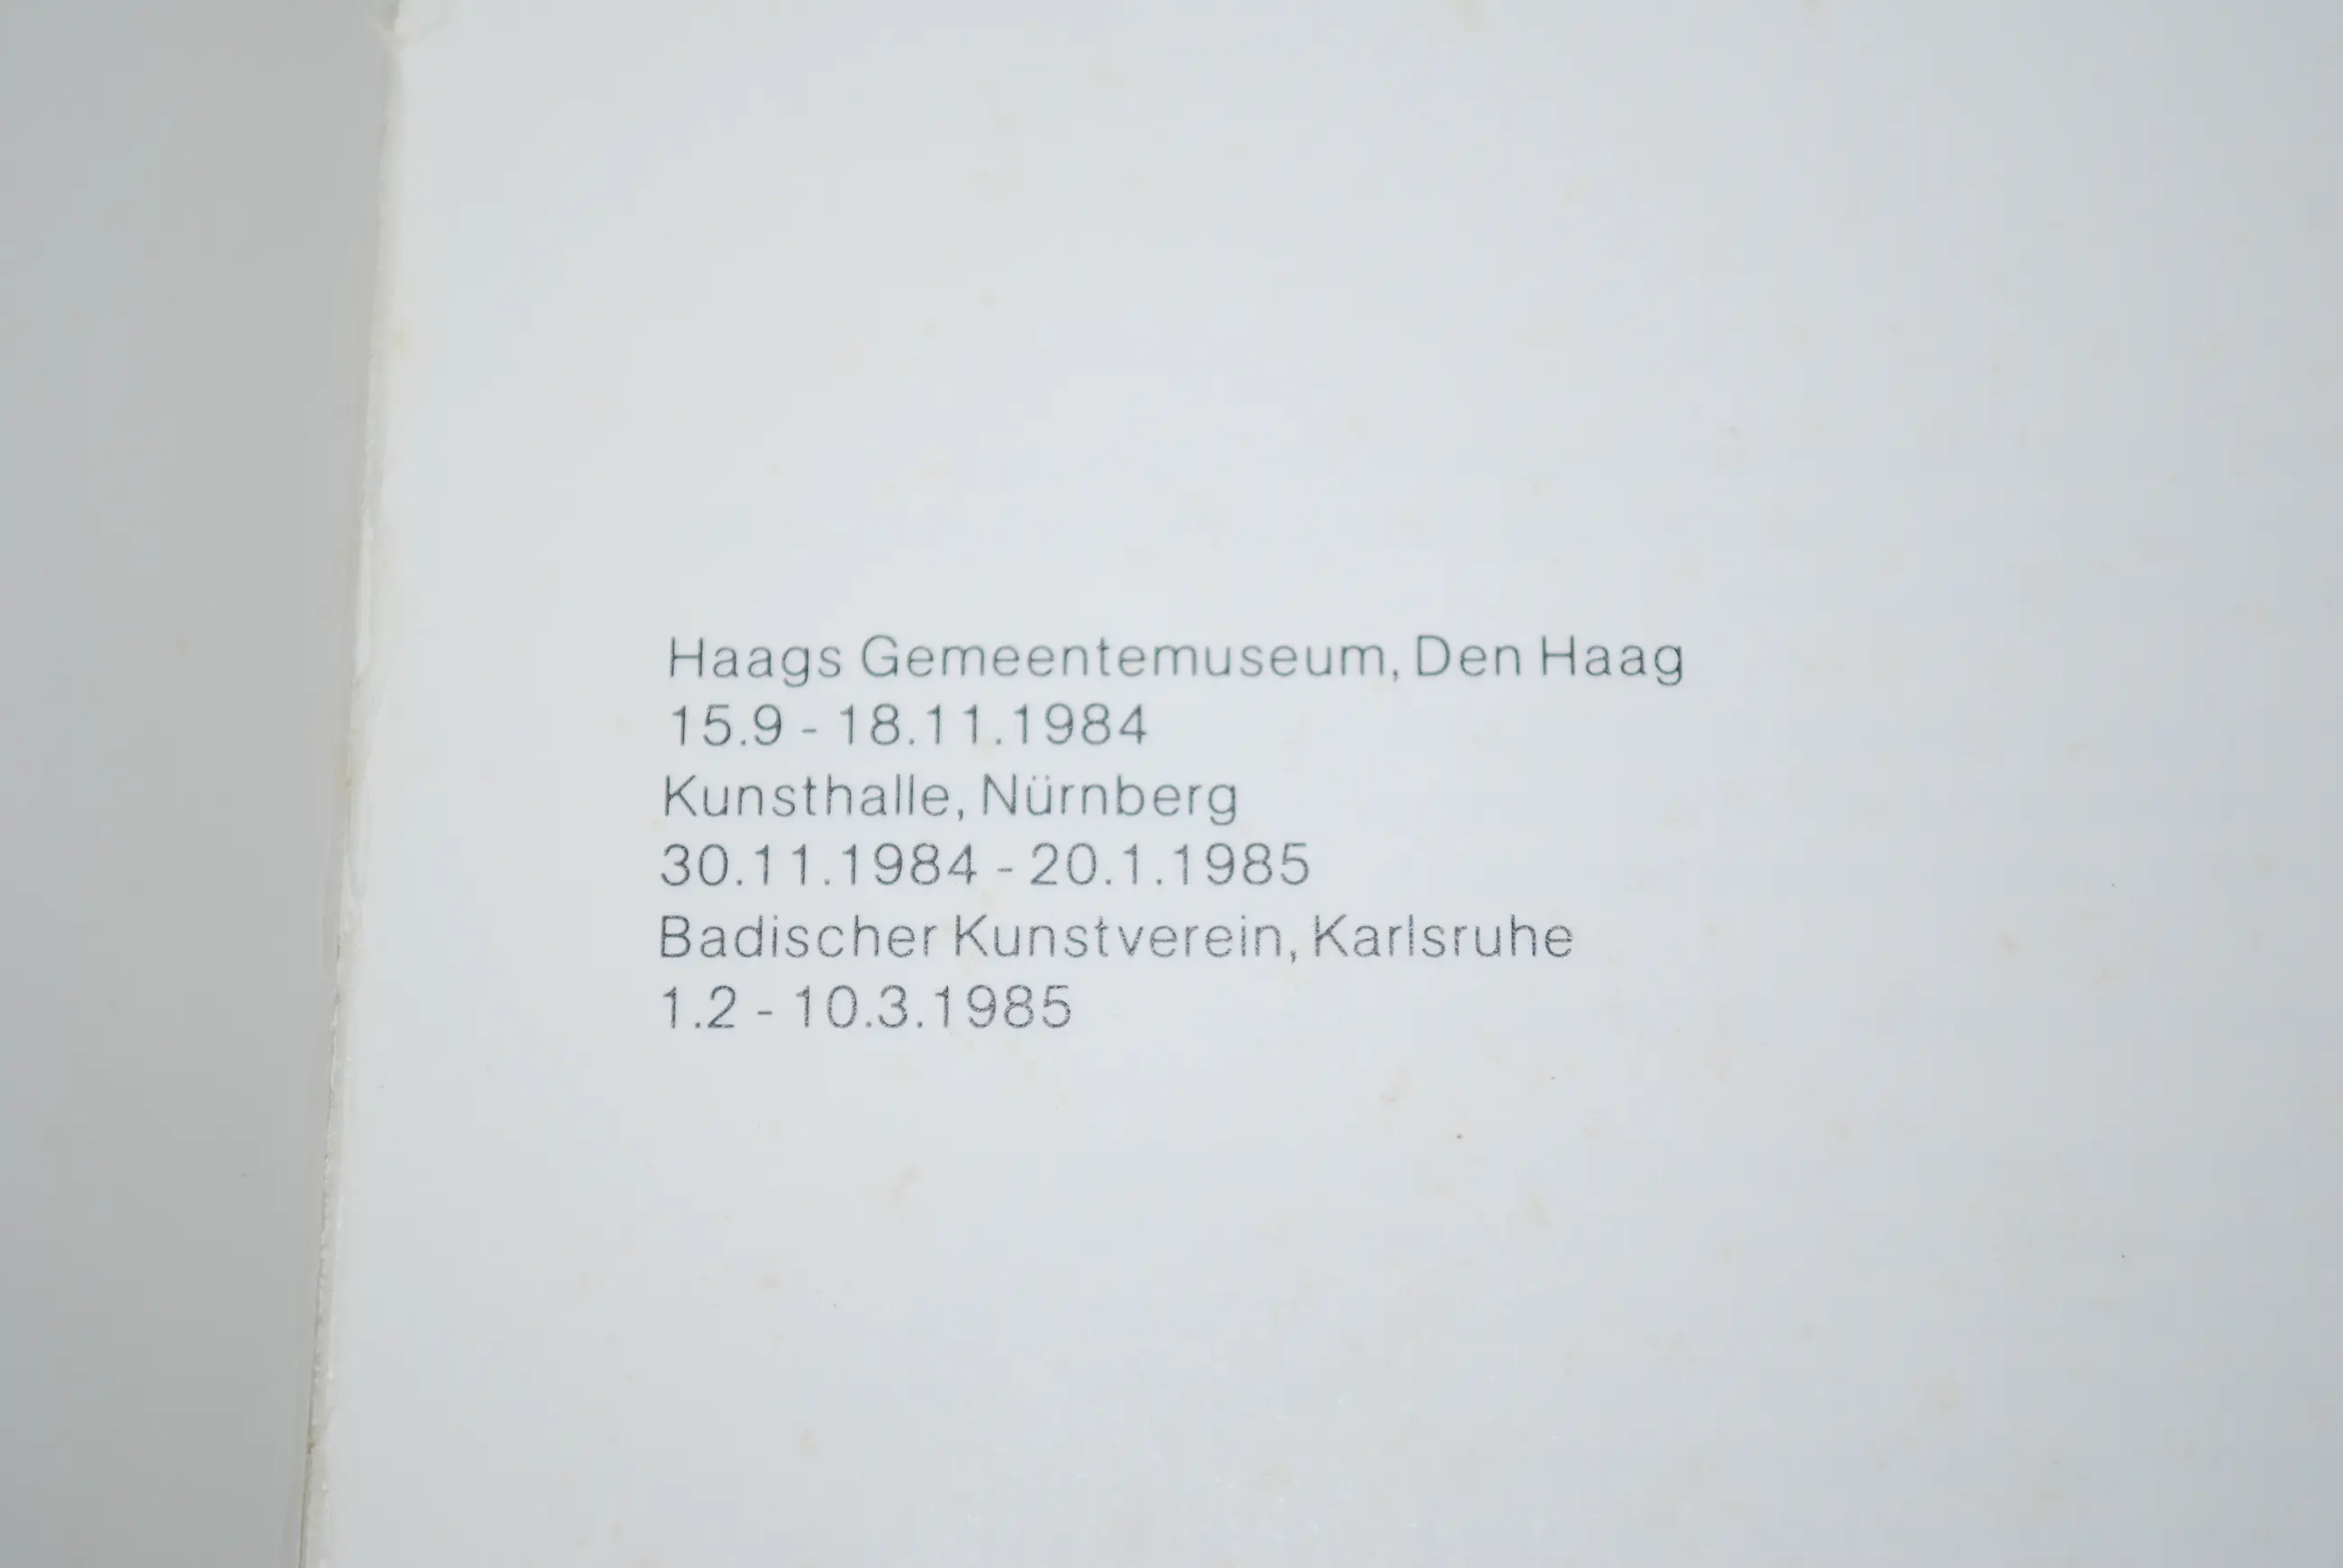 Haags Gemeentemuseum, Den Haag
15.9 - 18.11.1984
Kunsthalle, Nürnberg
30.11.1984 - 20.1.1985
Badischer Kunstverein, Karlsruhe
1.2 - 10.3.1985